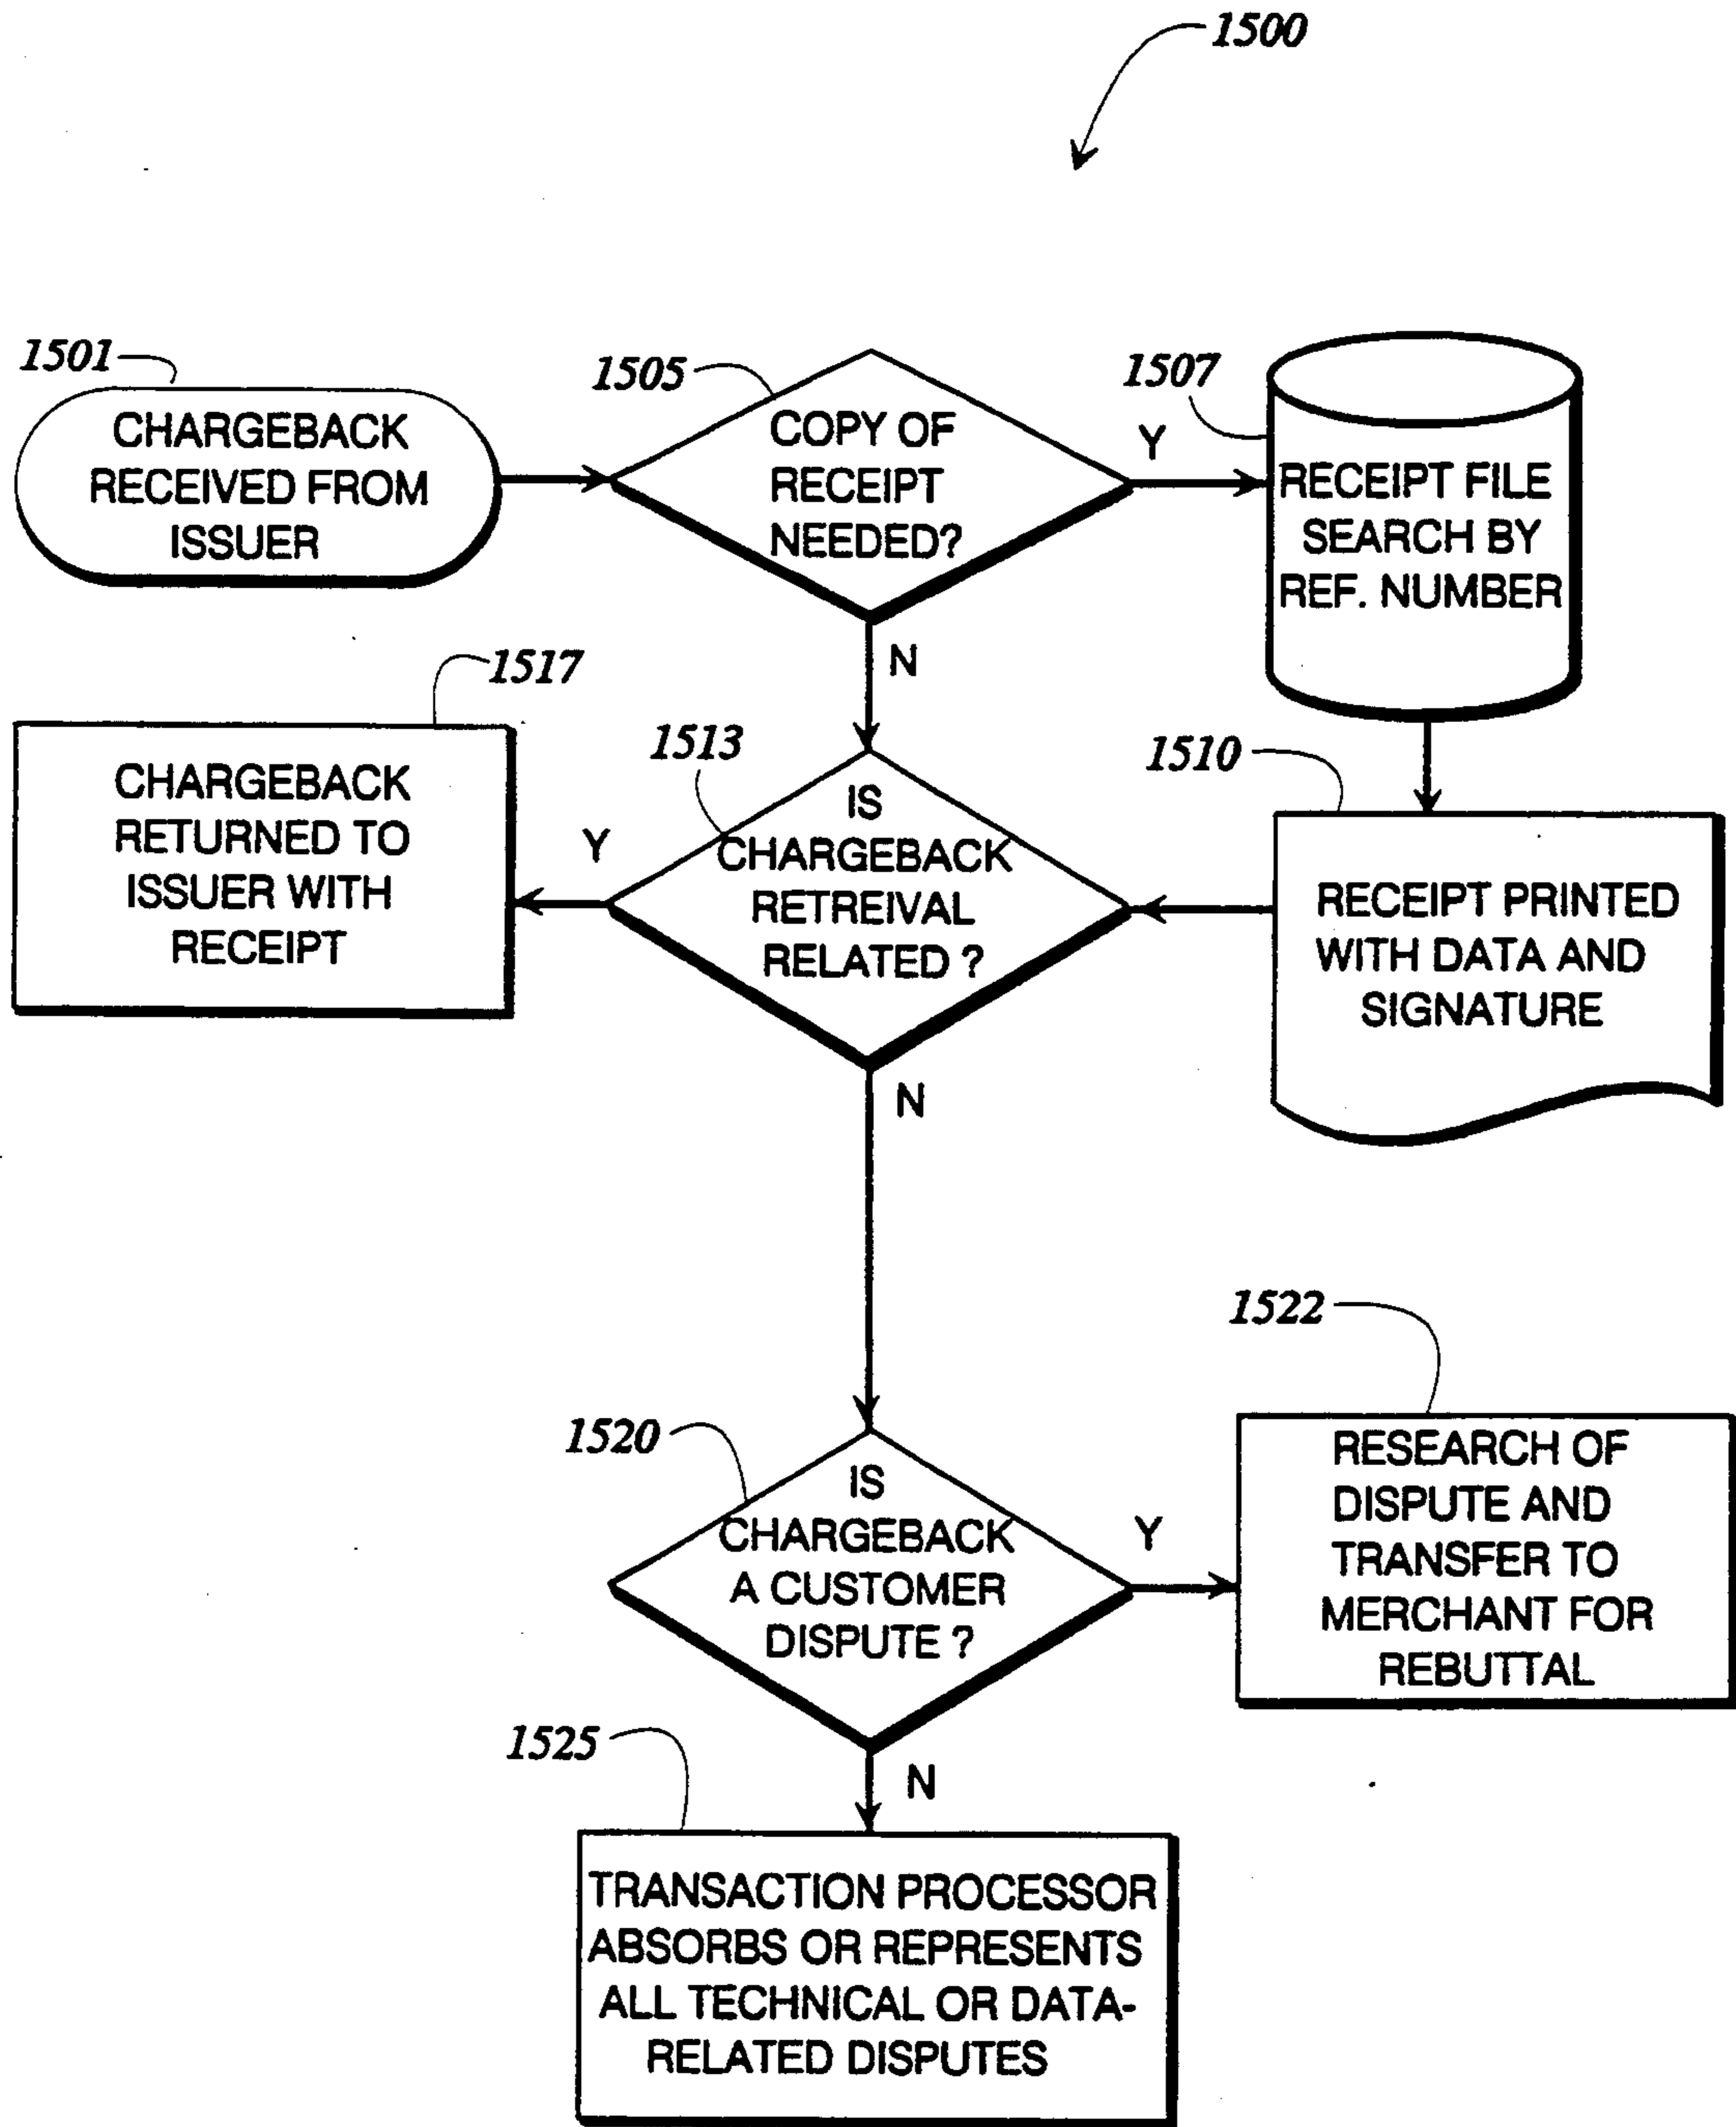 1500
1501
CHARGEBACK
RECEIVED FROM
ISSUER
1505
COPY OF
RECEIPT
NEEDED?
Y
N
1507
RECEIPT FILE
SEARCH BY
REF. NUMBER
1517
CHARGEBACK
RETURNED TO
ISSUER WITH
RECEIPT
Y
1513
IS
CHARGEBACK
RETREIVAL
RELATED ?
N
1510
RECEIPT PRINTED
WITH DATA AND
SIGNATURE
1520
IS
CHARGEBACK
A CUSTOMER
DISPUTE ?
Y
N
1522
RESEARCH OF
DISPUTE AND
TRANSFER TO
MERCHANT FOR
REBUTTAL
1525
TRANSACTION PROCESSOR
ABSORBS OR REPRESENTS
ALL TECHNICAL OR DATA-
RELATED DISPUTES